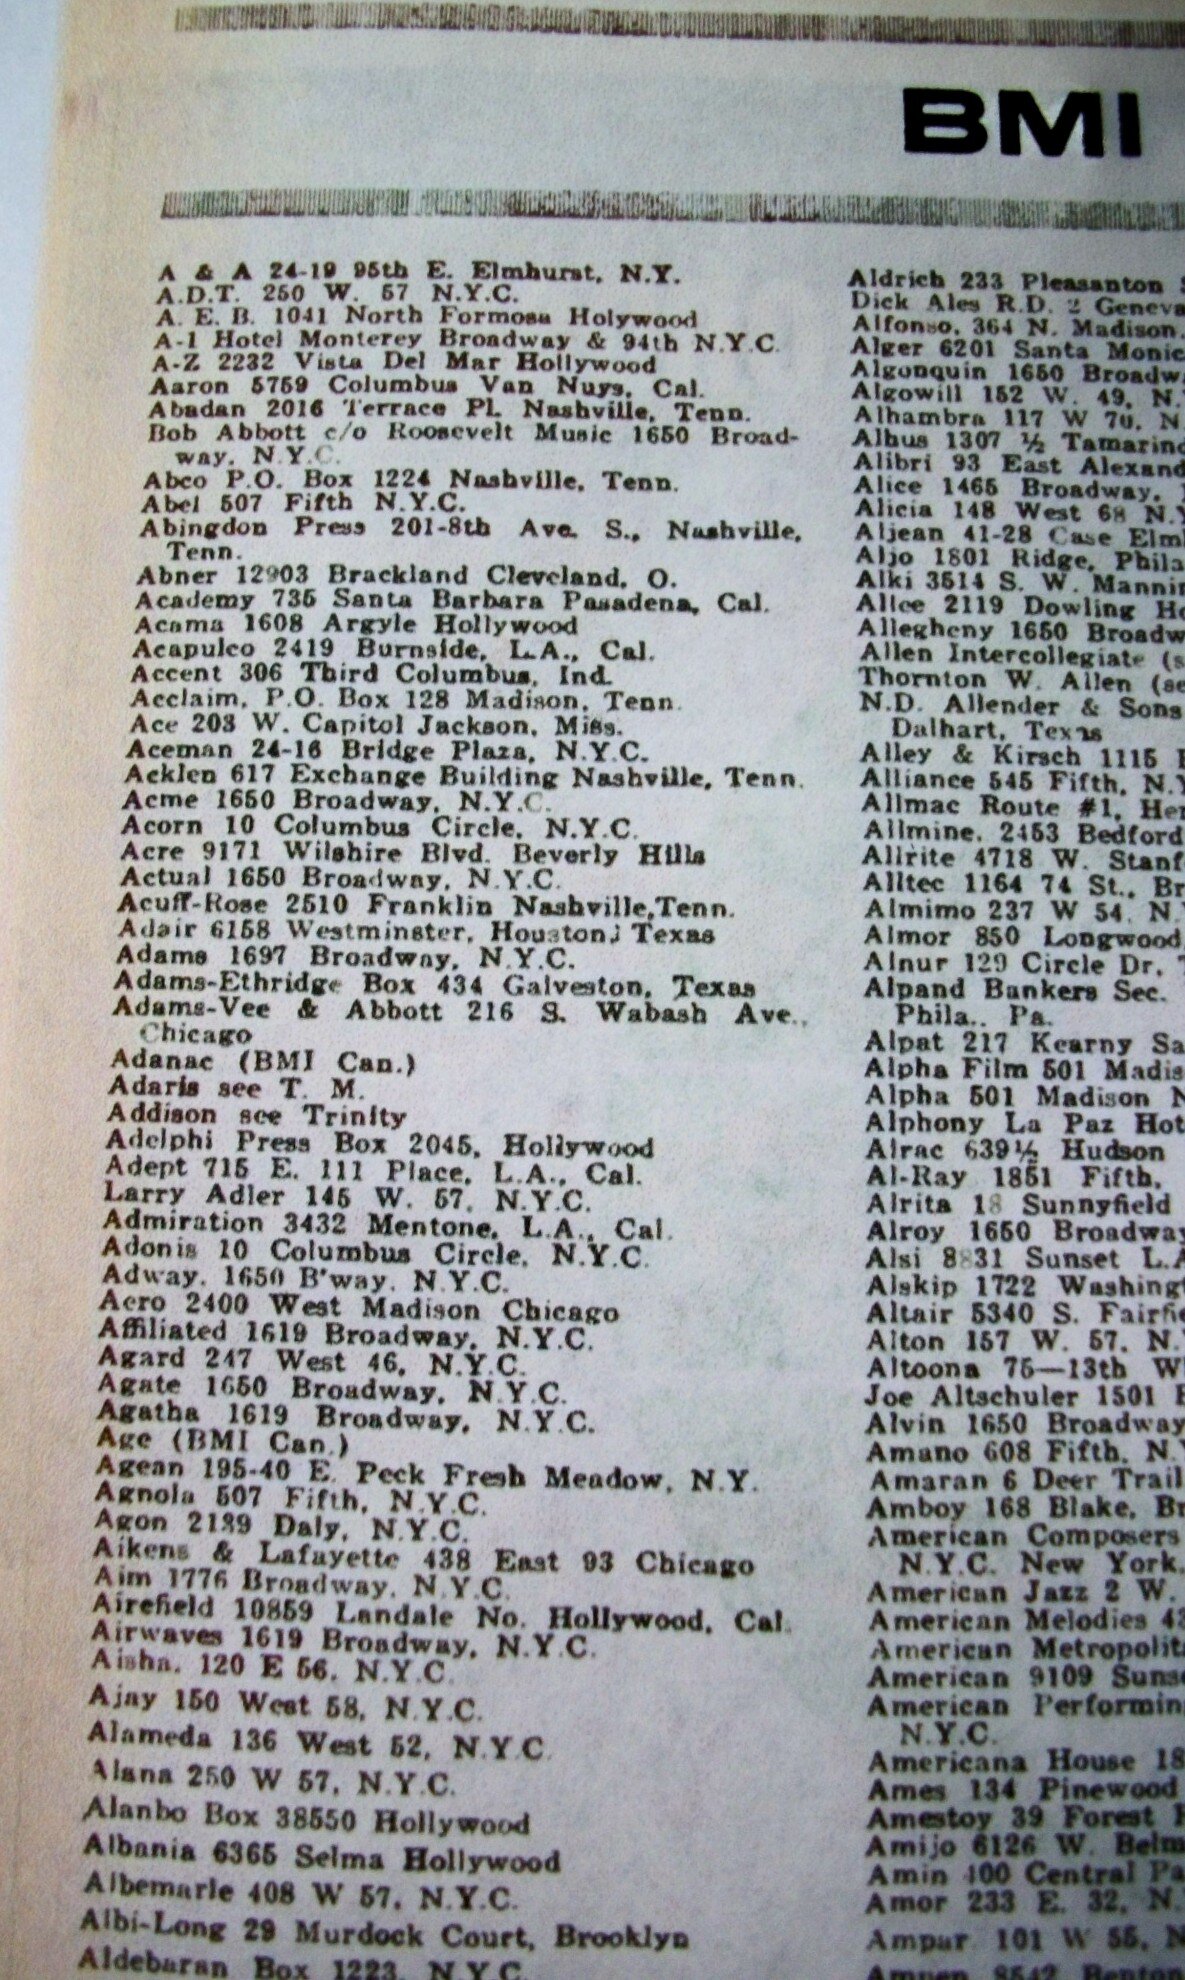 BMI
A & A 24-19 95th E. Elmhurst, N.Y.
A.D.T. 250 W. 57 N.Y.C.
A. E. B. 1041 North Formosa Holywood
A-1 Hotel Monterey Broadway & 94th N.Y.C.
A-Z 2232 Vista Del Mar Hollywood
Aaron 5759 Columbus Van Nuys, Cal.
Abadan 2016 Terrace Pl. Nashville, Tenn.
Bob Abbott c/o Roosevelt Music 1650 Broad-
way, N.Y.C.
Abco P.O. Box 1224 Nashville, Tenn.
Abel 507 Fifth N.Y.C.
Abingdon Press 201-8th Ave. S., Nashville,
Tenn.
Abner 12903 Brackland Cleveland, O.
Academy 735 Santa Barbara Pasadena, Cal.
Acama 1608 Argyle Hollywood
Acapulco 2419 Burnside, L.A., Cal.
Accent 306 Third Columbus, Ind.
Acclaim, P.O. Box 128 Madison, Tenn.
Ace 203 W. Capitol Jackson, Miss.
Aceman 24-16 Bridge Plaza, N.Y.C.
Acklen 617 Exchange Building Nashville, Tenn.
Acme 1650 Broadway, N.Y.C.
Acorn 10 Columbus Circle, N.Y.C.
Acre 9171 Wilshire Blvd. Beverly Hills
Actual 1650 Broadway, N.Y.C.
Acuff-Rose 2510 Franklin Nashville,Tenn.
Adair 6158 Westminster, Houston, Texas
Adams 1697 Broadway, N.Y.C.
Adams-Ethridge Box 434 Galveston, Texas
Adams-Vee & Abbott 216 S. Wabash Ave.,
Chicago
Adanac (BMI Can.)
Adaris see T. M.
Addison see Trinity
Adelphi Press Box 2045, Hollywood
Adept 715 E. 111 Place, L.A., Cal.
Larry Adler 145 W. 57, N.Y.C.
Admiration 3432 Mentone, L.A., Cal.
Adonis 10 Columbus Circle, N.Y.C.
Adway, 1650 B'way, N.Y.C.
Aero 2400 West Madison Chicago
Affiliated 1619 Broadway, N.Y.C.
Agard 247 West 46, N.Y.C.
Agate 1650 Broadway, N.Y.C.
Agatha 1619 Broadway, N.Y.C.
Age (BMI Can.)
Agean 195-40 E. Peck Fresh Meadow, N.Y.
Agnola 507 Fifth, N.Y.C.
Agon 2139 Daly, N.Y.C.
Aikens & Lafayette 438 East 93 Chicago
Aim 1776 Broadway, N.Y.C.
Airefield 10859 Landale No. Hollywood, Cal.
Airwaves 1619 Broadway, N.Y.C.
Aisha, 120 E 56, N.Y.C.
Ajay 150 West 58, N.Y.C.
Alameda 136 West 52, N.Y.C.
Alana 250 W 57, N.Y.C.
Alanbo Box 38550 Hollywood
Albania 6365 Selma Hollywood
Albemarle 408 W 57, N.Y.C.
Albi-Long 29 Murdock Court, Brooklyn
Aldebaran Box 1223, N.Y.C.
Aldrich 233 Pleasanton
Dick Ales R.D. 2 Geneva
Alfonso, 364 N. Madison,
Alger 6201 Santa Monic
Algonquin 1650 Broadw
Algowill 152 W. 49, N.Y
Alhambra 117 W 70, N.
Alhus 1307 ½ Tamarind
Alibri 93 East Alexand
Alice 1465 Broadway,
Alicia 148 West 68 N.Y
Aljean 41-28 Case Elm
Aljo 1801 Ridge, Phila
Alki 3514 S. W. Mannin
Allee 2119 Dowling Ho
Allegheny 1650 Broadw
Allen Intercollegiate (s
Thornton W. Allen (se
N.D. Allender & Sons
Dalhart, Texas
Alley & Kirsch 1115
Alliance 545 Fifth, N.Y
Allmac Route #1, Her
Allmine, 2453 Bedford
Allrite 4718 W. Stanf
Alltec 1164 74 St., Br
Almimo 237 W 54, N.Y
Almor 850 Longwood,
Alnur 129 Circle Dr,
Alpand Bankers Sec.
Phila., Pa.
Alpat 217 Kearny Sa
Alpha Film 501 Madis
Alpha 501 Madison N
Alphony La Paz Hot
Alrac 639½ Hudson
Al-Ray 1851 Fifth,
Alrita 18 Sunnyfield
Alroy 1650 Broadway
Alsi 8831 Sunset L.A
Alskip 1722 Washingt
Altair 5340 S. Fairfie
Alton 157 W. 57, N.Y
Altoona 75—13th W
Joe Altschuler 1501
Alvin 1650 Broadway
Amano 608 Fifth, N.Y
Amaran 6 Deer Trail
Amboy 168 Blake, Br
American Composers
N.Y.C. New York,
American Jazz 2 W.
American Melodies 43
American Metropolit
American 9109 Suns
American Performin
N.Y.C.
Americana House 18
Ames 134 Pinewood
Amestoy 39 Forest H
Amijo 6126 W. Belm
Amin 400 Central Pa
Amor 233 E. 32, N.
Ampar 101 W 55, N